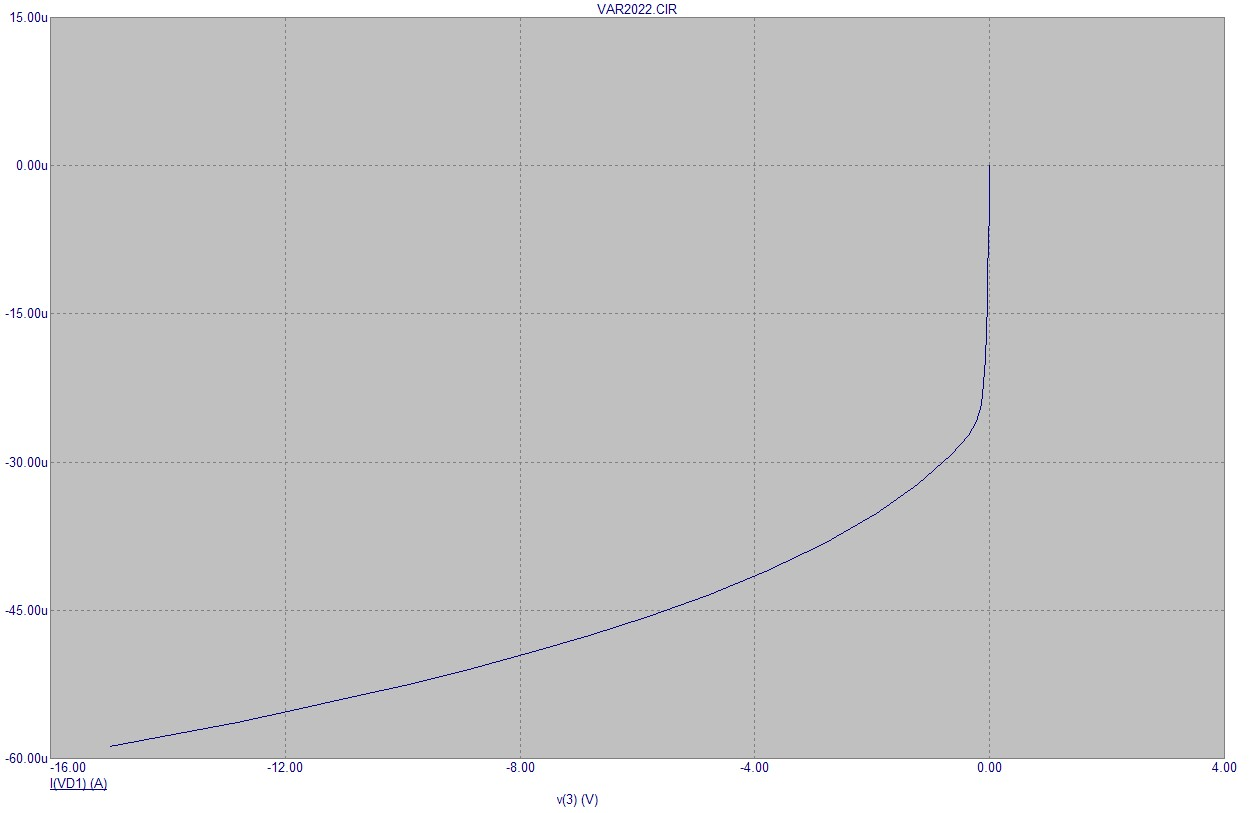 VAR2022.CIR
15.00u
0.00u
-15.00u
-30.00u
-45.00u
-60.00u
-16.00 -12.00 -8.00 -4.00 0.00 4.00
I(VD1) (A)
v(3) (V)